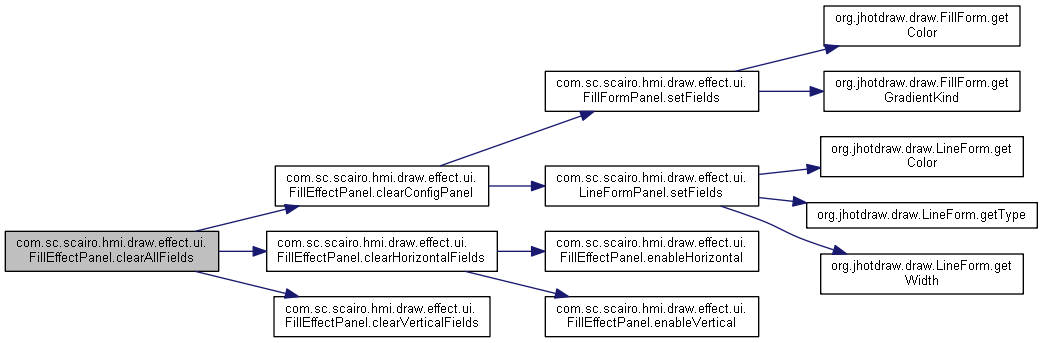 org.jhotdraw.draw.FillForm.get
Color
com.sc.scairo.hmi.draw.effect.ui.
FillFormPanel.setFields
org.jhotdraw.draw.FillForm.get
GradientKind
org.jhotdraw.draw.LineForm.get
Color
com.sc.scairo.hmi.draw.effect.ui.
FillEffectPanel.clearConfigPanel
com.sc.scairo.hmi.draw.effect.ui.
LineFormPanel.setFields
org.jhotdraw.draw.LineForm.getType
com.sc.scairo.hmi.draw.effect.ui.
FillEffectPanel.clearAllFields
com.sc.scairo.hmi.draw.effect.ui.
FillEffectPanel.clearHorizontalFields
com.sc.scairo.hmi.draw.effect.ui.
FillEffectPanel.enableHorizontal
org.jhotdraw.draw.LineForm.get
Width
com.sc.scairo.hmi.draw.effect.ui.
FillEffectPanel.clearVerticalFields
com.sc.scairo.hmi.draw.effect.ui.
FillEffectPanel.enableVertical